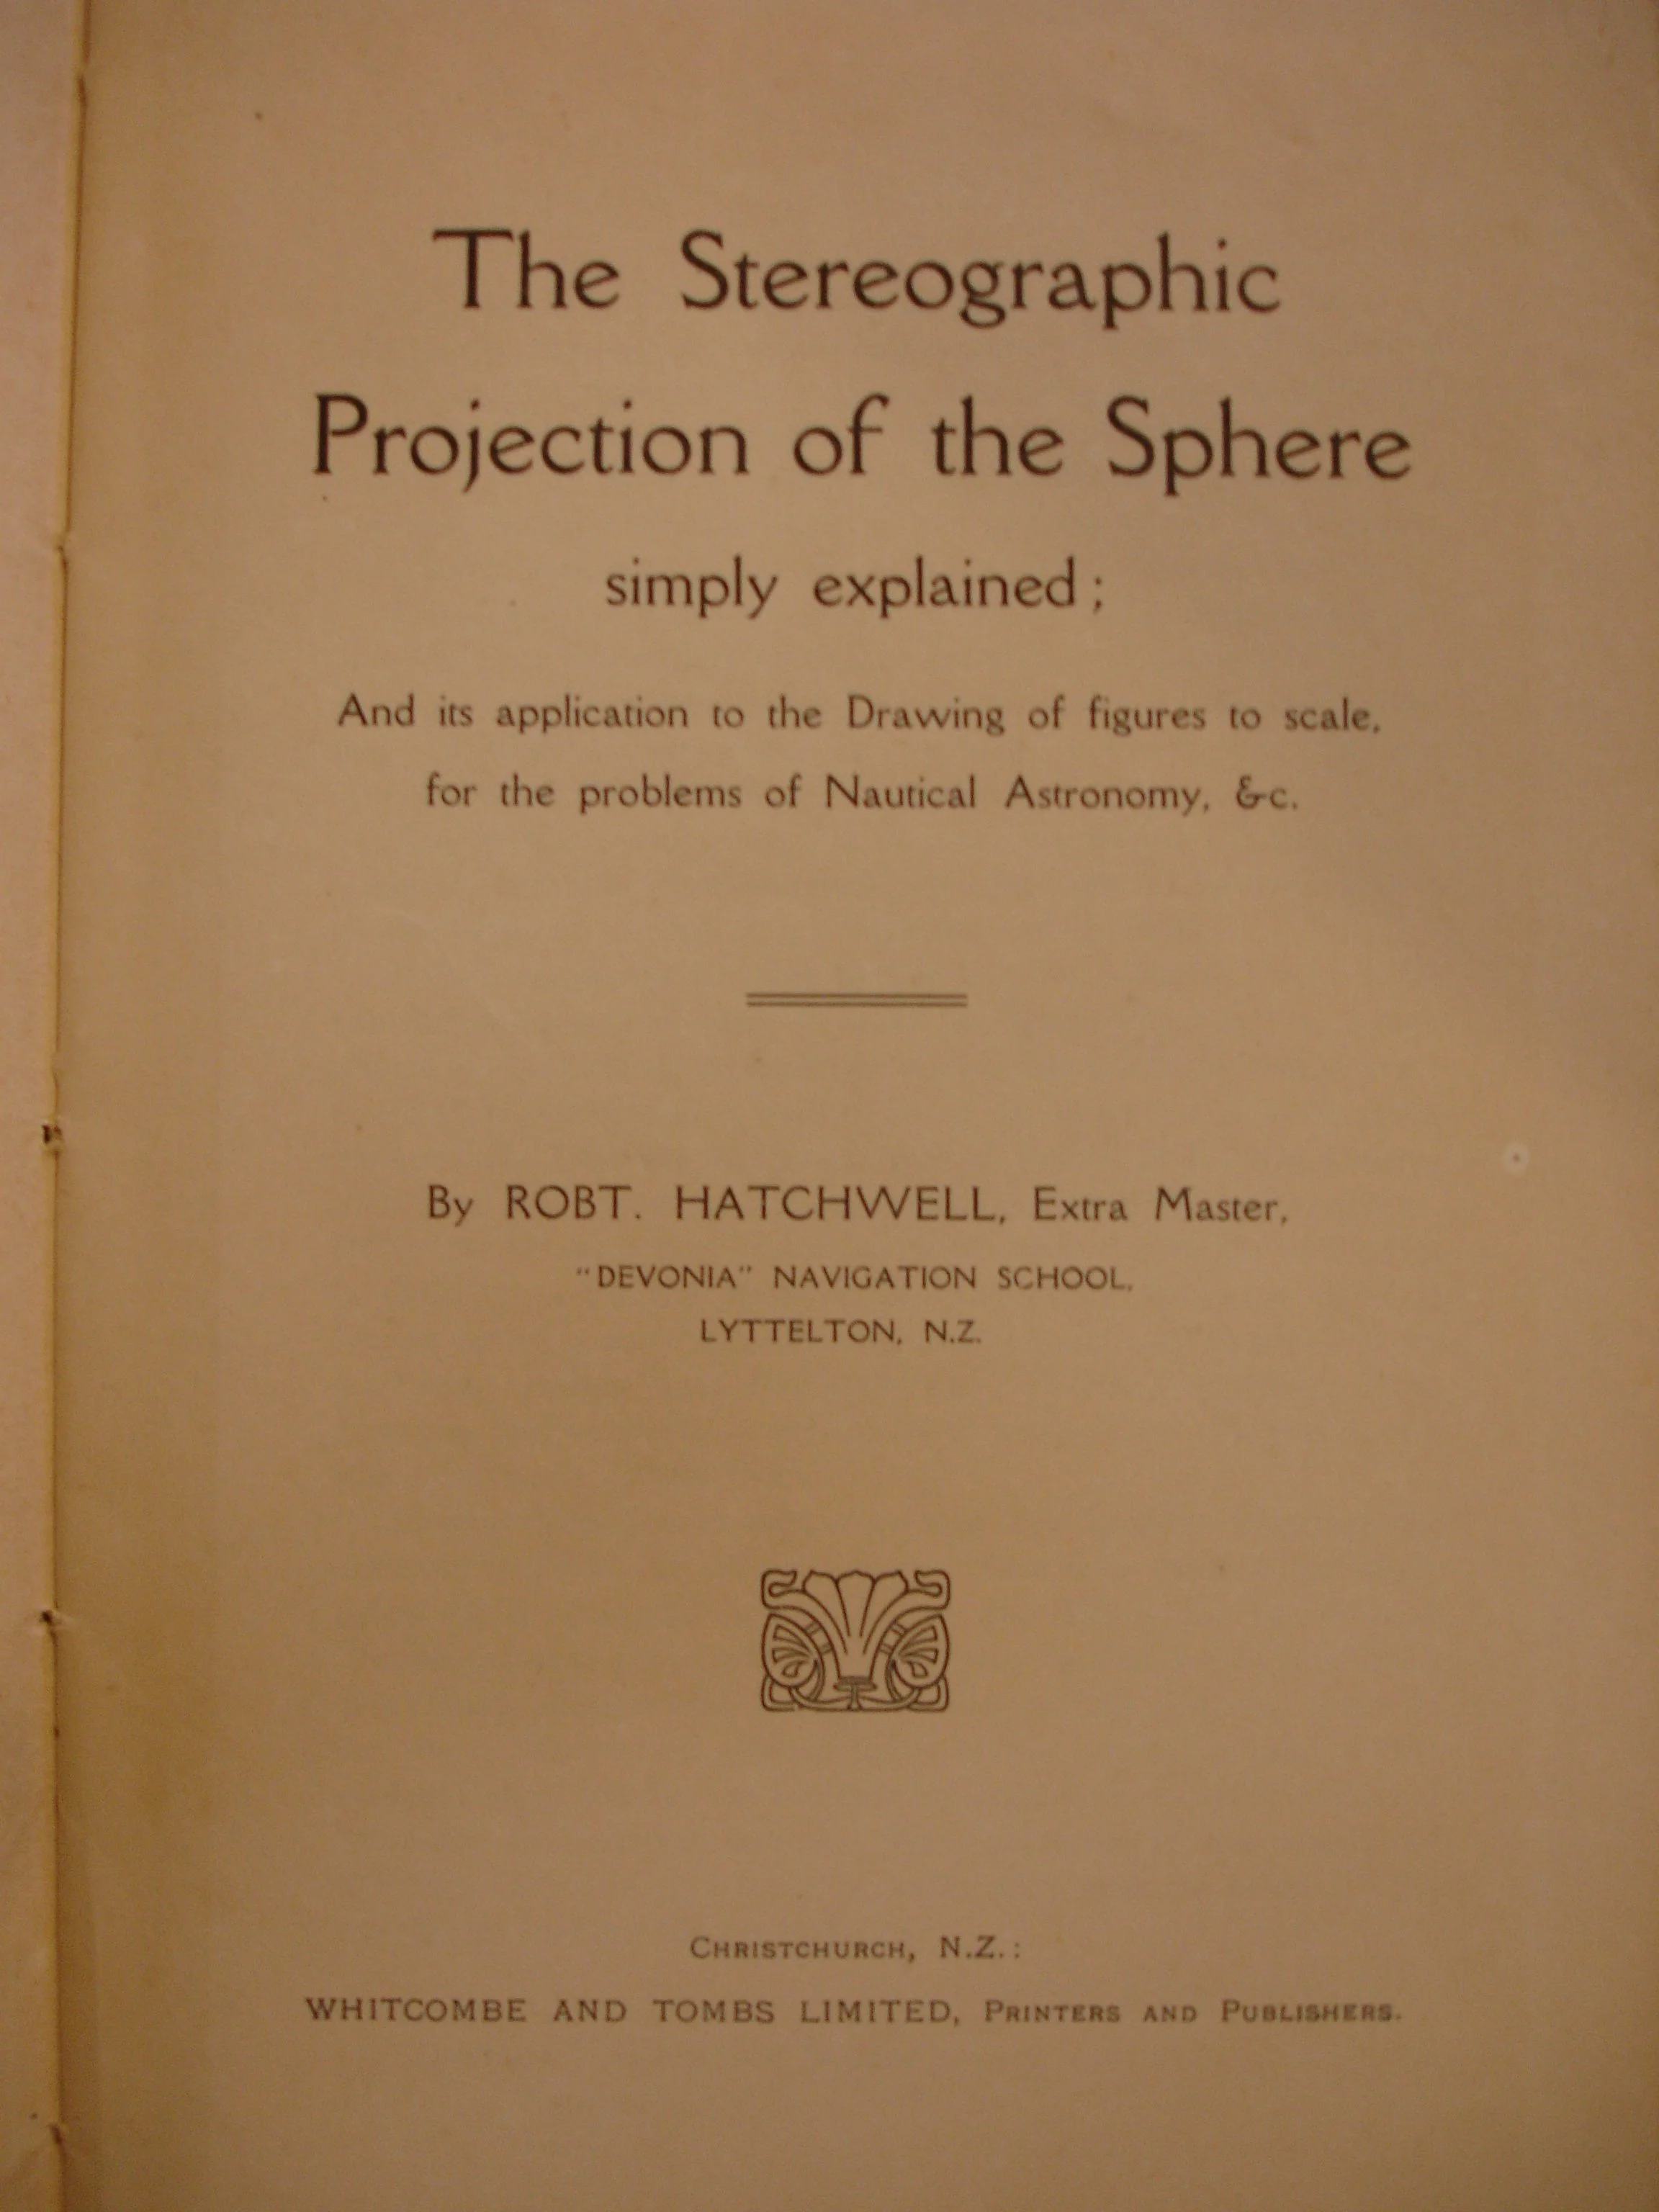 The Stereographic
Projection of the Sphere
simply explained;
And its application to the Drawing of figures to scale,
for the problems of Nautical Astronomy, &c.
By ROBT. HATCHWELL, Extra Master,
"DEVONIA" NAVIGATION SCHOOL,
LYTTELTON, N.Z.
CHRISTCHURCH, N.Z.:
WHITCOMBE AND TOMBS LIMITED, PRINTERS AND PUBLISHERS.